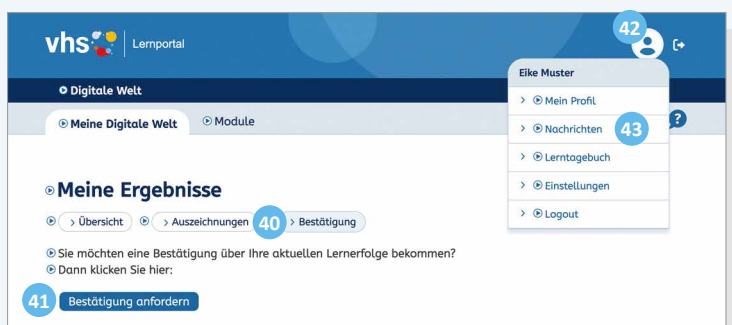 42
vhs Lernportal
Eike Muster
Digitale Welt
Mein Profil
Meine Digitale Welt Module
Nachrichten 43 ?
Lerntagebuch
Meine Ergebnisse
Einstellungen
Übersicht Auszeichnungen 40 Bestätigung
Logout
Sie möchten eine Bestätigung über Ihre aktuellen Lernerfolge bekommen?
Dann klicken Sie hier:
41 Bestätigung anfordern